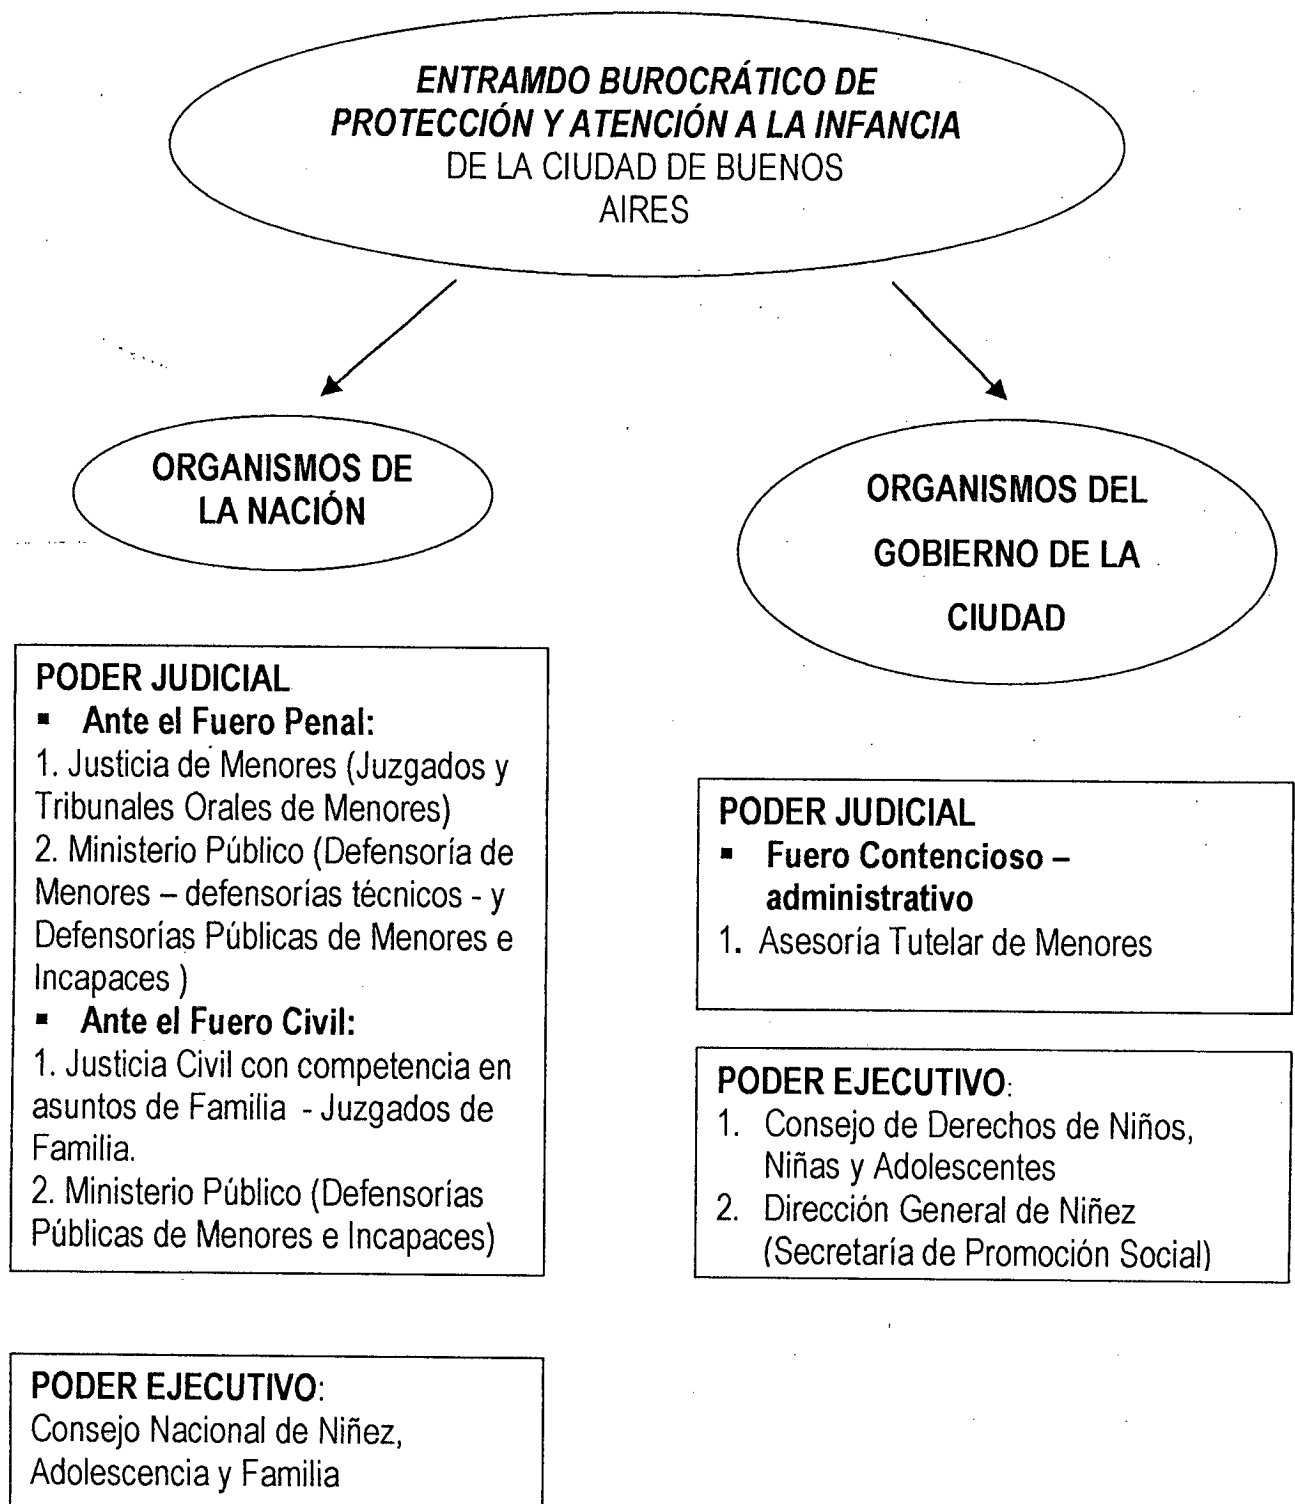 ENTRAMDO BUROCRÁTICO DE
PROTECCIÓN Y ATENCIÓN A LA INFANCIA
DE LA CIUDAD DE BUENOS
AIRES
ORGANISMOS DE
LA NACIÓN
PODER JUDICIAL
▪ Ante el Fuero Penal:
1. Justicia de Menores (Juzgados y
Tribunales Orales de Menores)
2. Ministerio Público (Defensoría de
Menores – defensorías técnicos - y
Defensorías Públicas de Menores e
Incapaces )
▪ Ante el Fuero Civil:
1. Justicia Civil con competencia en
asuntos de Familia - Juzgados de
Familia.
2. Ministerio Público (Defensorías
Públicas de Menores e Incapaces)
PODER EJECUTIVO:
Consejo Nacional de Niñez,
Adolescencia y Familia
ORGANISMOS DEL
GOBIERNO DE LA
CIUDAD
PODER JUDICIAL
▪ Fuero Contencioso –
administrativo
1. Asesoría Tutelar de Menores
PODER EJECUTIVO:
1. Consejo de Derechos de Niños,
Niñas y Adolescentes
2. Dirección General de Niñez
(Secretaría de Promoción Social)